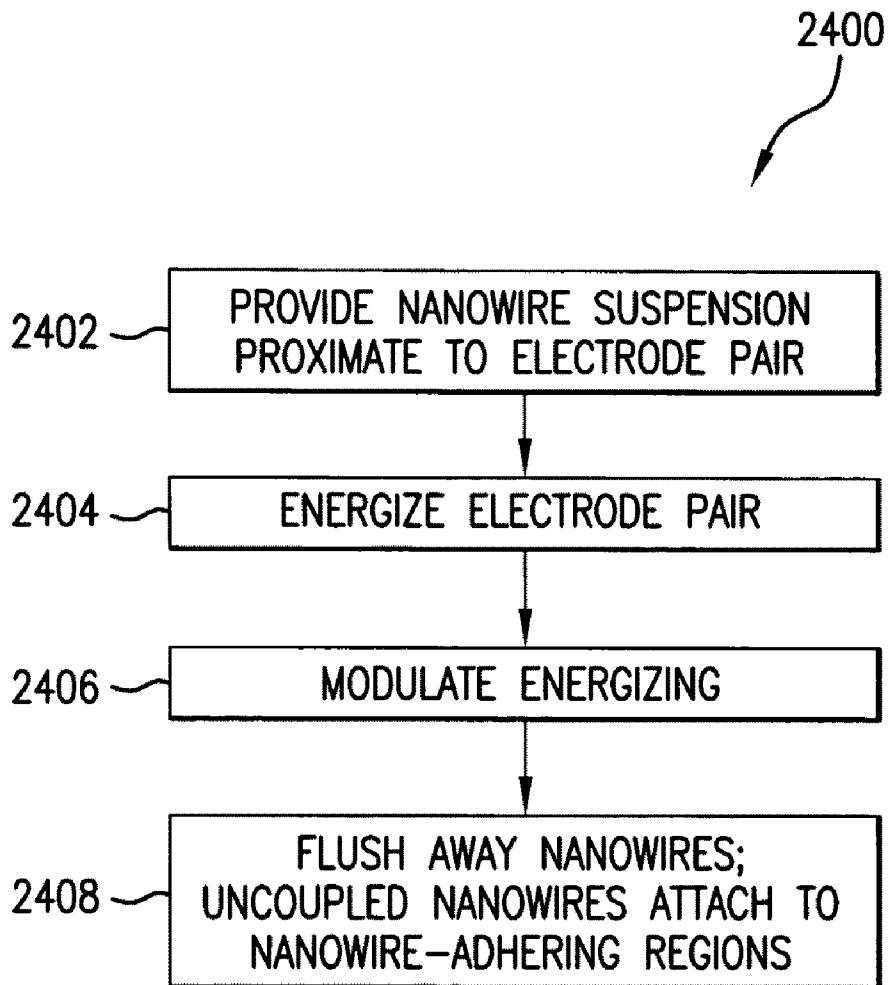 2400
2402
PROVIDE NANOWIRE SUSPENSION
PROXIMATE TO ELECTRODE PAIR
2404
ENERGIZE ELECTRODE PAIR
2406
MODULATE ENERGIZING
2408
FLUSH AWAY NANOWIRES;
UNCOUPLED NANOWIRES ATTACH TO
NANOWIRE–ADHERING REGIONS